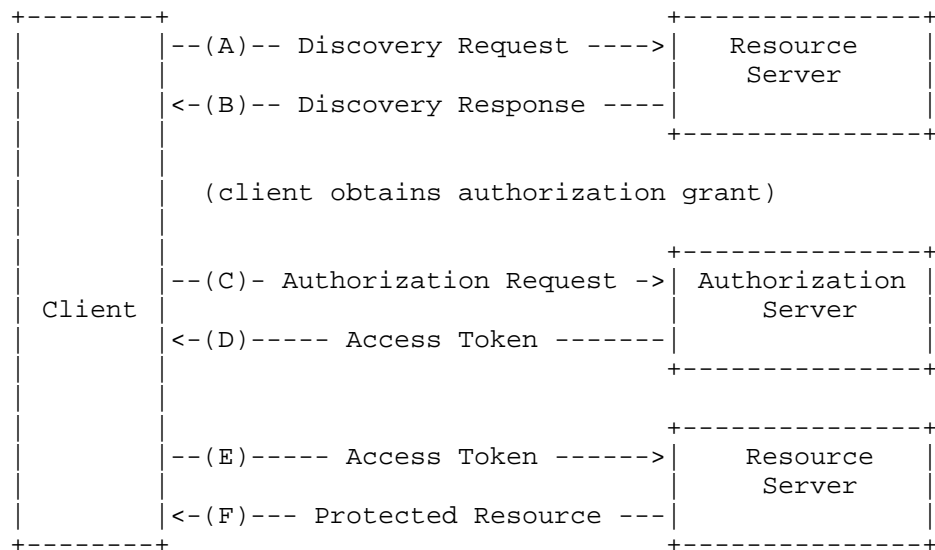 +--------+                                  +---------------+
|        |--(A)-- Discovery Request ---->|   Resource    |
|        |                                  |    Server     |
|        |<-(B)-- Discovery Response ----|               |
|        |                                  +---------------+
|        |
|        |  (client obtains authorization grant)
|        |
|        |                                  +---------------+
|        |--(C)- Authorization Request ->| Authorization |
| Client |                                  |    Server     |
|        |<-(D)----- Access Token -------|               |
|        |                                  +---------------+
|        |
|        |                                  +---------------+
|        |--(E)----- Access Token ------>|   Resource    |
|        |                                  |    Server     |
|        |<-(F)--- Protected Resource ---|               |
+--------+                                  +---------------+